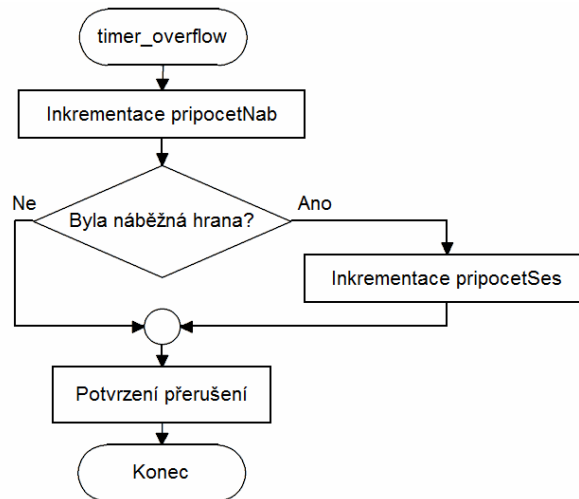 timer_overflow
Inkrementace pripocetNab
Ne
Byla náběžná hrana?
Ano
Inkrementace pripocetSes
Potvrzení přerušení
Konec